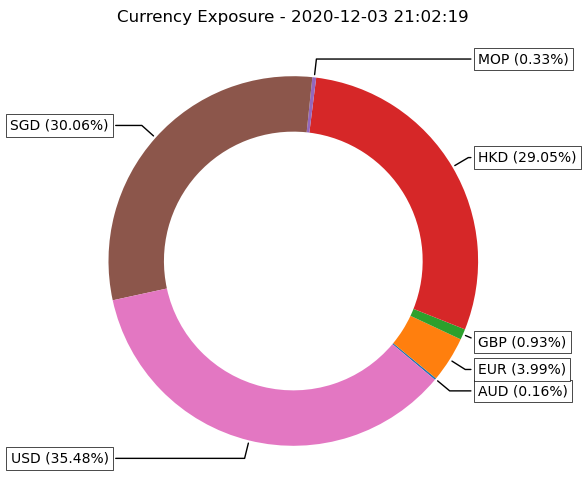 Currency Exposure - 2020-12-03 21:02:19
MOP (0.33%)
SGD (30.06%)
HKD (29.05%)
GBP (0.93%)
EUR (3.99%)
AUD (0.16%)
USD (35.48%)